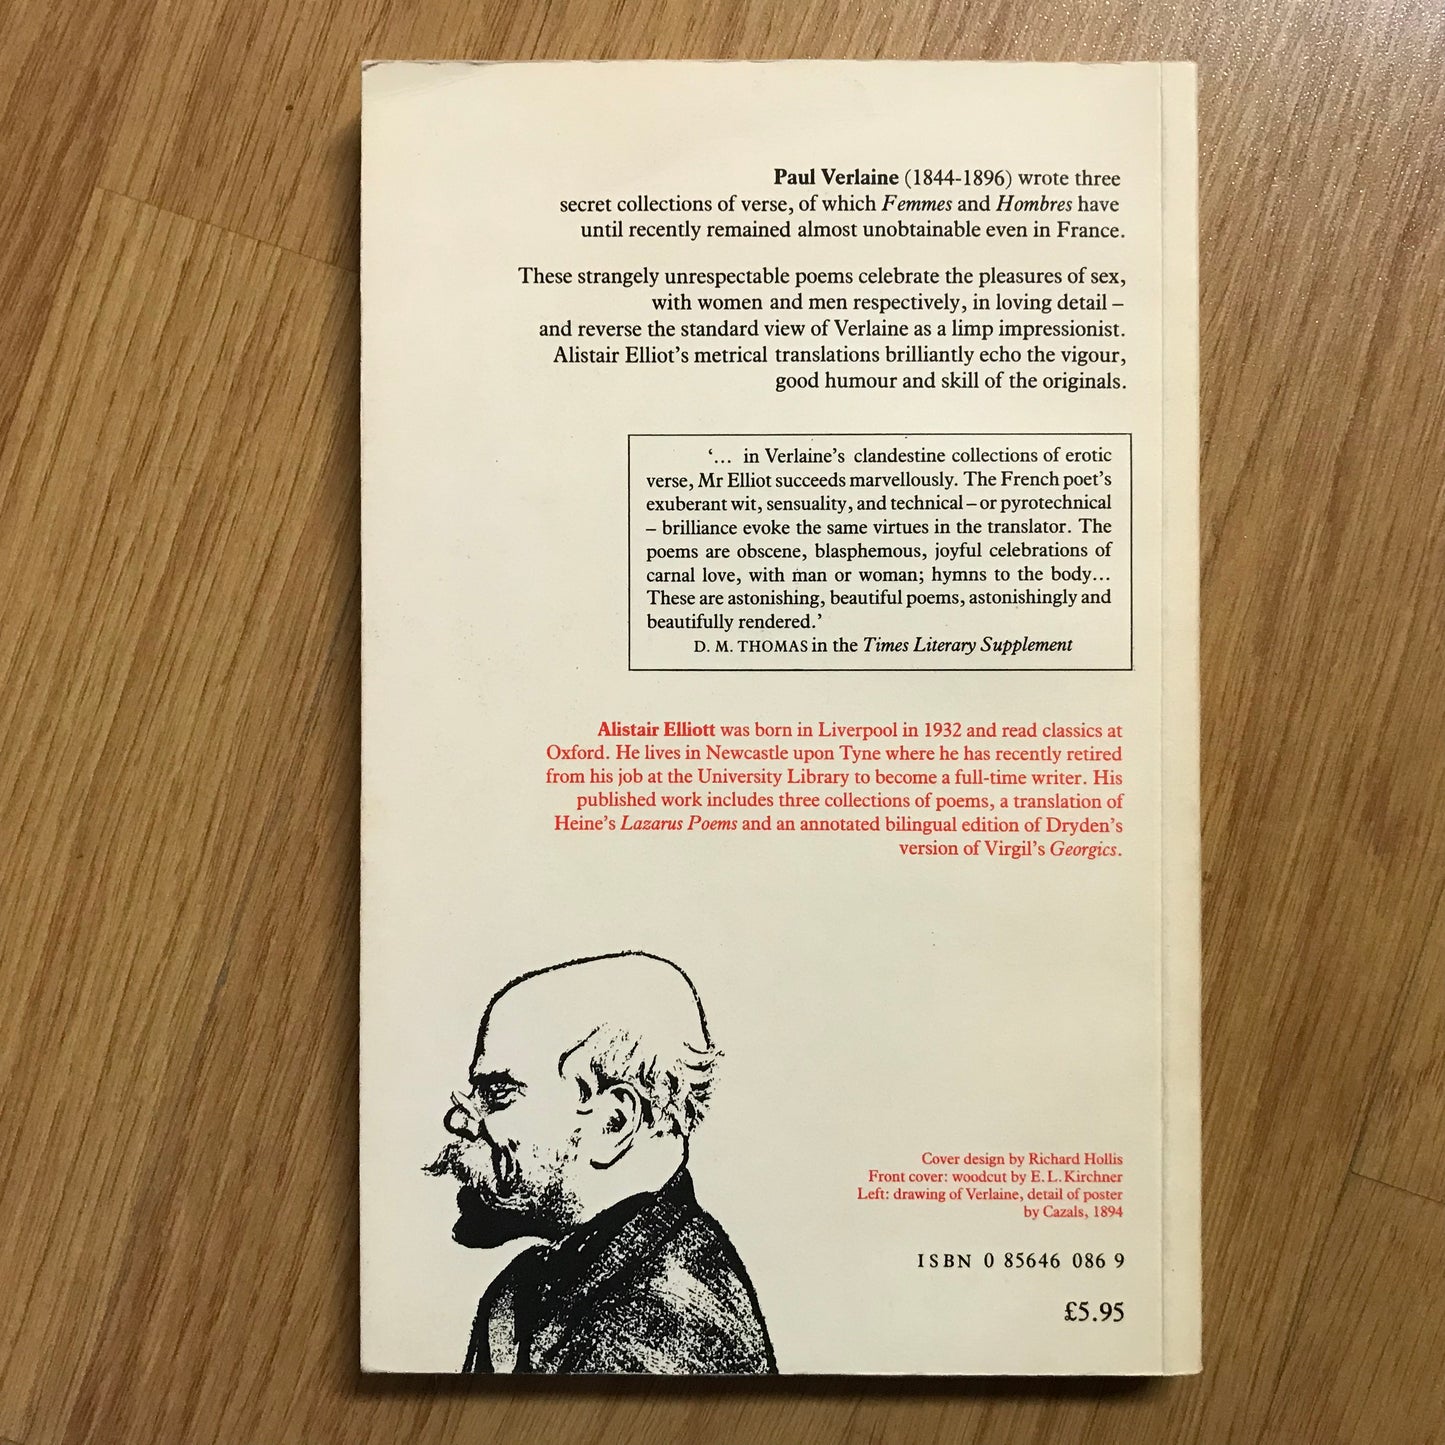 Paul Verlaine (1844-1896) wrote three
secret collections of verse, of which Femmes and Hombres have
until recently remained almost unobtainable even in France.
These strangely unrespectable poems celebrate the pleasures of sex,
with women and men respectively, in loving detail –
and reverse the standard view of Verlaine as a limp impressionist.
Alistair Elliot's metrical translations brilliantly echo the vigour,
good humour and skill of the originals.
‘... in Verlaine's clandestine collections of erotic
verse, Mr Elliot succeeds marvellously. The French poet's
exuberant wit, sensuality, and technical – or pyrotechnical
– brilliance evoke the same virtues in the translator. The
poems are obscene, blasphemous, joyful celebrations of
carnal love, with man or woman; hymns to the body...
These are astonishing, beautiful poems, astonishingly and
beautifully rendered.’
D. M. THOMAS in the Times Literary Supplement
Alistair Elliott was born in Liverpool in 1932 and read classics at
Oxford. He lives in Newcastle upon Tyne where he has recently retired
from his job at the University Library to become a full-time writer. His
published work includes three collections of poems, a translation of
Heine's Lazarus Poems and an annotated bilingual edition of Dryden's
version of Virgil's Georgics.
Cover design by Richard Hollis
Front cover: woodcut by E. L. Kirchner
Left: drawing of Verlaine, detail of poster
by Cazals, 1894
ISBN 0 85646 086 9
£5.95